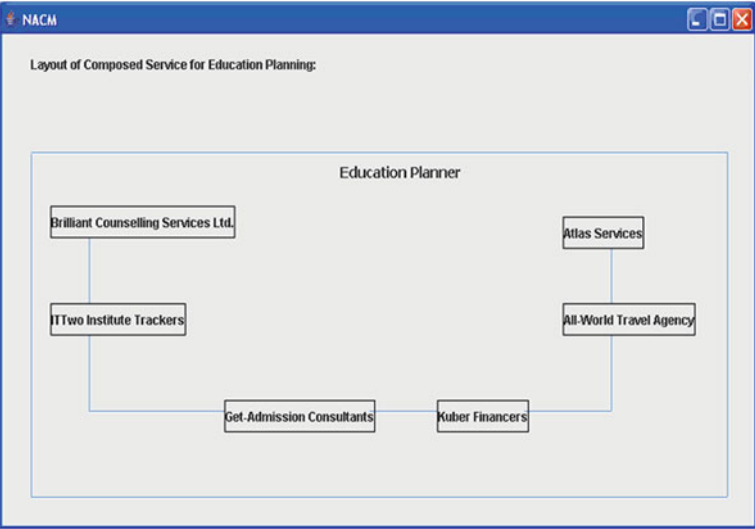 NACM
Layout of Composed Service for Education Planning:
Education Planner
Brilliant Counselling Services Ltd.
Atlas Services
ITTwo Institute Trackers
All-World Travel Agency
Get-Admission Consultants
Kuber Financers